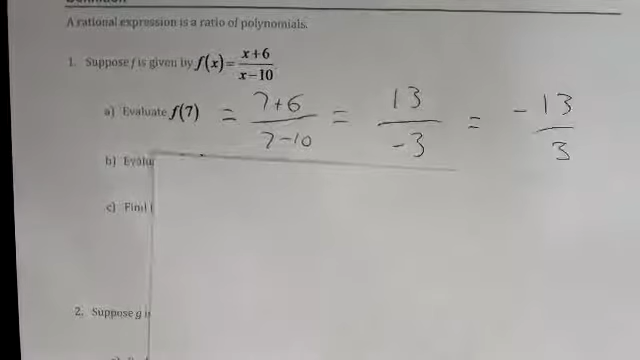 Definition
A rational expression is a ratio of polynomials.
1. Suppose f is given by f(x)= x+6 / x−10
a) Evaluate f(7) = 7+6 / 7−10 = 13 / −3 = −13 / 3
b) Evalu
c) Find
2. Suppose g i